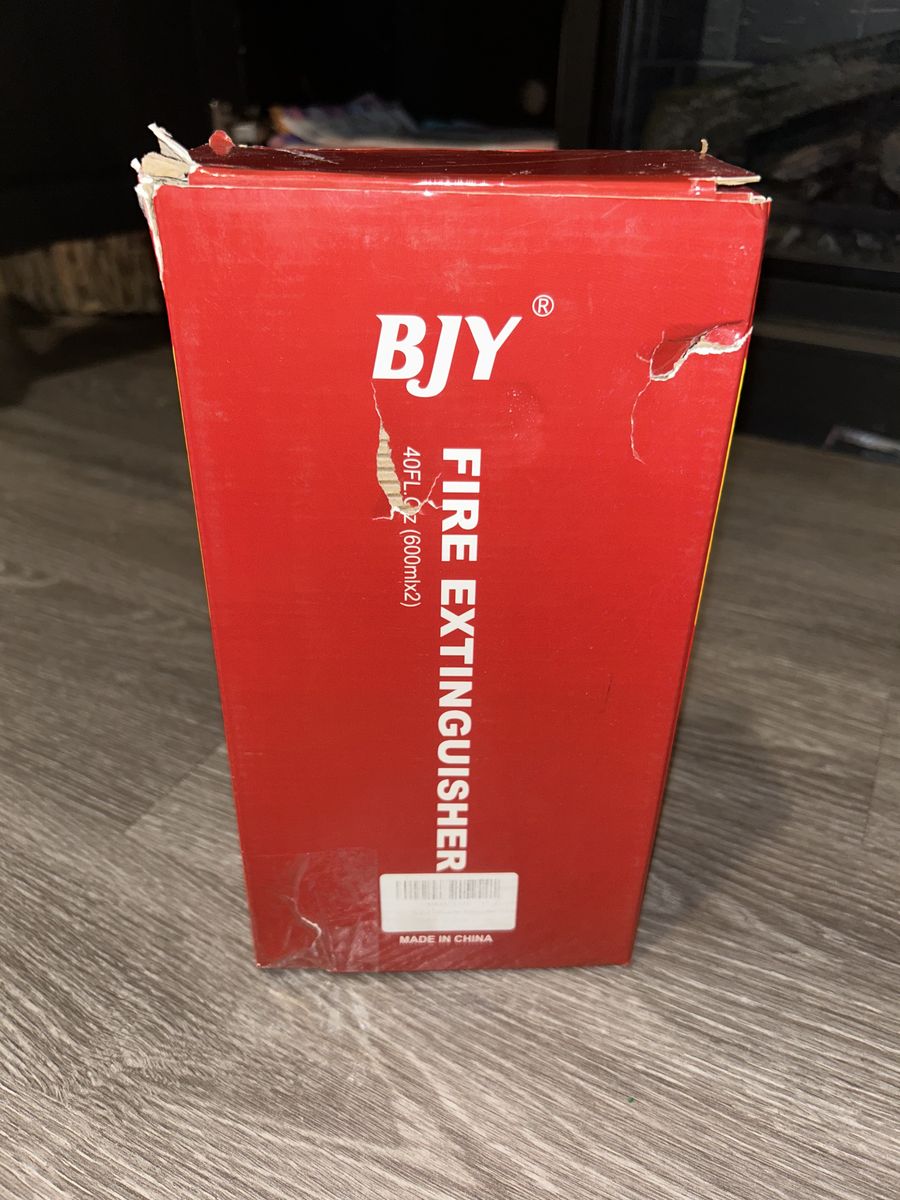 BJY®
FIRE EXTINGUISHER
40FL.Oz (600mlx2)
MADE IN CHINA